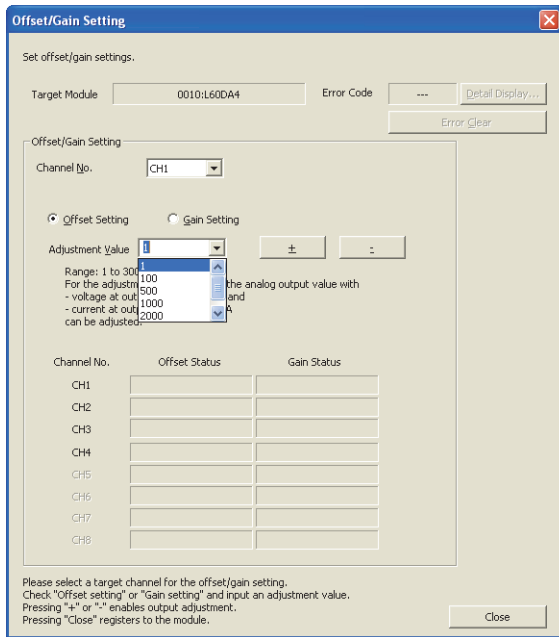 Offset/Gain Setting
Set offset/gain settings.
Target Module 0010:L60DA4 Error Code --- Detail Display...
Error Clear
Offset/Gain Setting
Channel No. CH1
Offset Setting Gain Setting
Adjustment Value 1 + -
Range: 1 to 300
1
100
500
1000
2000
For the adjustm the analog output value with
- voltage at out and
- current at outp A
can be adjusted.
Channel No. Offset Status Gain Status
CH1
CH2
CH3
CH4
CH5
CH6
CH7
CH8
Please select a target channel for the offset/gain setting.
Check "Offset setting" or "Gain setting" and input an adjustment value.
Pressing "+" or "-" enables output adjustment.
Pressing "Close" registers to the module.
Close